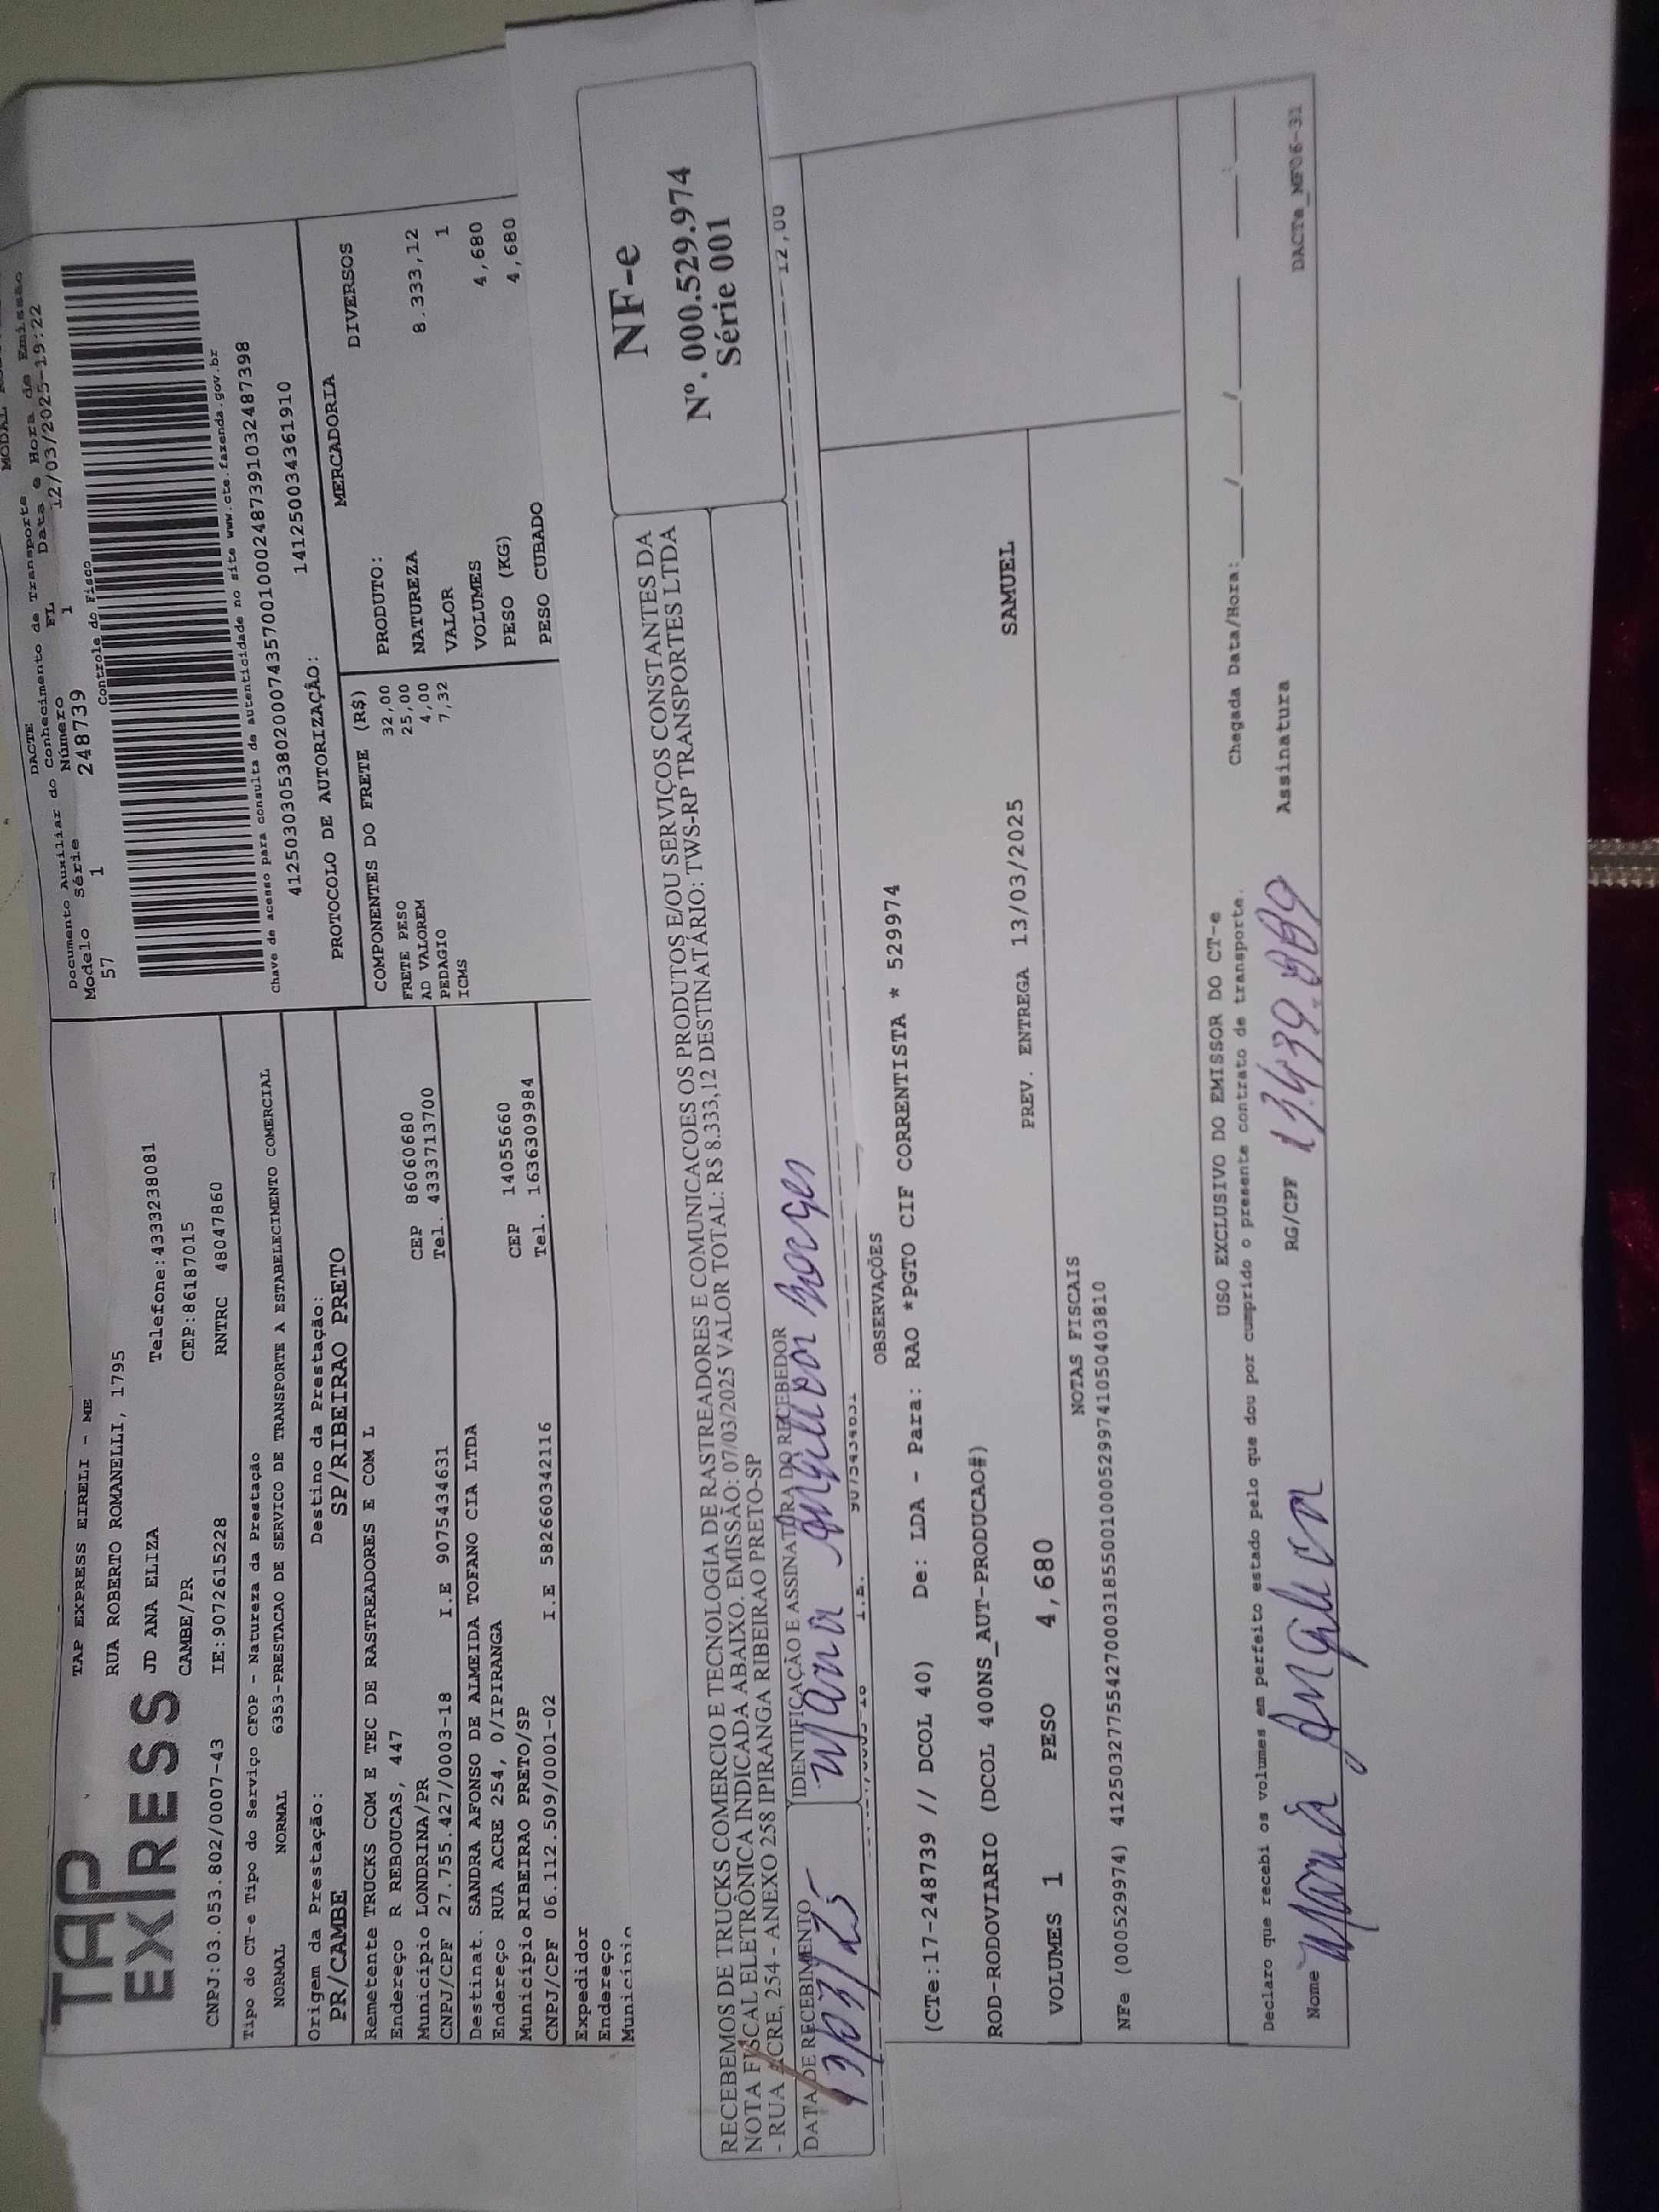 TAP EXPRESS
TAP EXPRESS EIRELI - ME
RUA ROBERTO ROMANELLI, 1795
JD ANA ELIZA Telefone:4333238081
CAMBE/PR CEP:86187015
CNPJ:03.053.802/0007-43 IE:9072615228 RNTRC 48047860
DACTE
Documento Auxiliar do Conhecimento de Transporte
MODAL
Modelo Série Número FL Data e Hora de Emissão
57 1 248739 1 12/03/2025-19:22
Controle do Fisco
Chave de acesso para consulta de autenticidade no site www.cte.fazenda.gov.br
41250303053802000743570010002487391032487398
PROTOCOLO DE AUTORIZAÇÃO: 141250034361910
Tipo do CT-e Tipo do Serviço CFOP - Natureza da Prestação
NORMAL NORMAL 6353-PRESTACAO DE SERVICO DE TRANSPORTE A ESTABELECIMENTO COMERCIAL
Origem da Prestação: Destino da Prestação:
PR/CAMBE SP/RIBEIRAO PRETO
Remetente TRUCKS COM E TEC DE RASTREADORES E COM L
Endereço R REBOUCAS, 447
Município LONDRINA/PR CEP 86060680
CNPJ/CPF 27.755.427/0003-18 I.E 9075434631 Tel. 4333713700
Destinat. SANDRA AFONSO DE ALMEIDA TOFANO CIA LTDA
Endereço RUA ACRE 254, 0/IPIRANGA
Município RIBEIRAO PRETO/SP CEP 14055660
CNPJ/CPF 06.112.509/0001-02 I.E 582660342116 Tel. 1636309984
Expedidor
Endereço
Município
COMPONENTES DO FRETE (R$)
FRETE PESO 32,00
AD VALOREM 25,00
PEDAGIO 4,00
ICMS 7,32
MERCADORIA
PRODUTO: DIVERSOS
NATUREZA
VALOR 8.333,12
VOLUMES 1
PESO (KG) 4,680
PESO CUBADO 4,680
RECEBEMOS DE TRUCKS COMERCIO E TECNOLOGIA DE RASTREADORES E COMUNICACOES OS PRODUTOS E/OU SERVIÇOS CONSTANTES DA
NOTA FISCAL ELETRÔNICA INDICADA ABAIXO. EMISSÃO: 07/03/2025 VALOR TOTAL: R$ 8.333,12 DESTINATÁRIO: TWS-RP TRANSPORTES LTDA
- RUA ACRE, 254 - ANEXO 258 IPIRANGA RIBEIRAO PRETO-SP
NF-e
Nº. 000.529.974
Série 001
DATA DE RECEBIMENTO IDENTIFICAÇÃO E ASSINATURA DO RECEBEDOR
13/03/25 Maria Angelica Borges
I.E. 9075434631 12,00
OBSERVAÇÕES
(CTe:17-248739 // DCOL 40) De: LDA - Para: RAO *PGTO CIF CORRENTISTA * 529974
ROD-RODOVIARIO (DCOL 400NS_AUT-PRODUCAO#)
VOLUMES 1 PESO 4,680 PREV. ENTREGA 13/03/2025 SAMUEL
NOTAS FISCAIS
NFe (000529974) 41250327755427000318550010005299741050403810
USO EXCLUSIVO DO EMISSOR DO CT-e
Declaro que recebi os volumes em perfeito estado pelo que dou por cumprido o presente contrato de transporte. Chegada Data/Hora:____/____/____ ____:____
Nome Maria Angelica RG/CPF Assinatura
DACTe_MF06-31